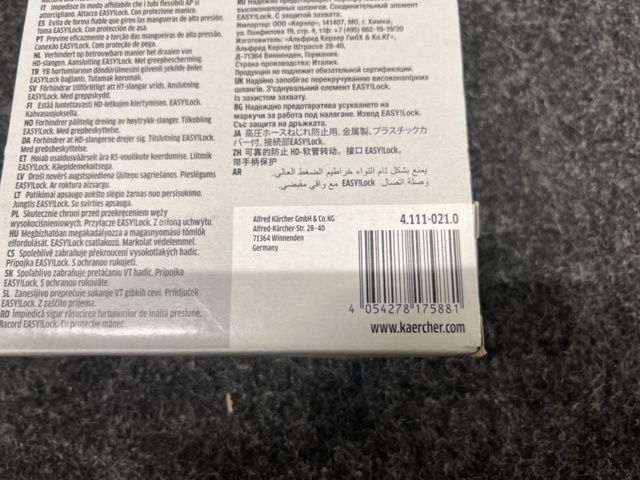 IT Impedisce in modo affidabile che i tubi flessibili AP si
attorciglino. Attacco EASY!Lock. Con protezione manico.
ES Evita de forma fiable que giren las mangueras de alta presión.
Toma EASY!Lock. Con protección de asa.
PT Previne eficazmente a torção das mangueiras de alta pressão.
Conexão EASY!Lock. Com proteção de pega.
NL Verhindert op betrouwbare manier het draaien van
HD-slangen. Aansluiting EASY!Lock. Met greepbescherming.
TR YB hortumlarının döndürülmesini güvenli şekilde önler.
EASY!Lock bağlantı. Tutamak korumalı.
SV Förhindrar tillförlitligt att HT-slangar vrids. Anslutning
EASY!Lock. Med greppskydd.
FI Estää luotettavasti HD-letkujen kiertymisen. EASY!Lock.
Kahvasuojuksella.
NO Forhindrer pålitelig dreing av høytrykk-slanger. Tilkobling
EASY!Lock. Med grepbeskyttelse.
DA Forhindrer at HD-slangerne drejer sig. Tilslutning EASY!Lock.
Med grebsbeskyttelse.
ET Hoiab usaldusväärselt ära KS-voolikute keerdumise. Liitmik
EASY!Lock. Käepidemekaitsega.
LV Droši novērš augstspiediena šļūteņu sagriešanos. Pieslēgums
EASY!Lock. Ar roktura aizsargu.
LT Patikimai apsaugo aukšto slėgio žarnas nuo persisukimo.
Jungtis EASY!Lock. Su svirties apsauga.
PL Skutecznie chroni przed przekręceniem węży
wysokociśnieniowych. Przyłącze EASY!Lock. Z osłoną uchwytu.
HU Megbízhatóan megakadályozza a magasnyomású tömlők
elfordulását. EASY!Lock csatlakozó. Markolat védelemmel.
CS Spolehlivě zabraňuje překroucení vysokotlakých hadic.
Přípojka EASY!Lock. S ochranou rukojeti.
SK Spoľahlivo zabraňuje pretáčaniu VT hadíc. Prípojka
EASY!Lock. S ochranou rukoväte.
SL Zanesljivo preprečuje sukanje VT gibkih cevi. Priključek
EASY!Lock. Z zaščito prijema.
RO Împiedică sigur răsucirea furtunurilor de înaltă presiune.
Racord EASY!Lock. Cu protecție mâner.
RU Надежно предотвращает
высоконапорных шлангов. Соединительный элемент
EASY!Lock. С защитой захвата.
Импортер: ООО «Керхер», 141407, МО, г. Химки,
ул. Панфилова 19, стр. 4, т/ф: +7 (495) 662-19-19/20
Изготовитель: «Альфред Керхер ГмбХ & Ко.КГ»,
Альфред Керхер Штрассе 28-40,
Д-71364 Винненден, Германия.
Страна производства: Италия.
Продукция не подлежит обязательной сертификации.
UK Надійно запобігає перекручуванню високонапірних
шлангів. З'єднувальний елемент EASY!Lock.
Із захистом захвату.
BG Надеждно предотвратява усукването на
маркучи за работа под налягане. Извод EASY!Lock.
Със защита на дръжката.
JA 高圧ホースねじれ防止用。金属製、プラスチックカ
バー付。接続部EASY!Lock。
ZH 可靠的防止 HD-软管转动。接口 EASY!Lock。
带手柄保护
AR يمنع بشكل تام التواء خراطيم الضغط العالي.
وصلة اتصال EASY!Lock مع واقي مقبضي.
Alfred Kärcher GmbH & Co. KG
Alfred-Kärcher-Str. 28-40
71364 Winnenden
Germany
4.111-021.0
4 054278 175881
www.kaercher.com